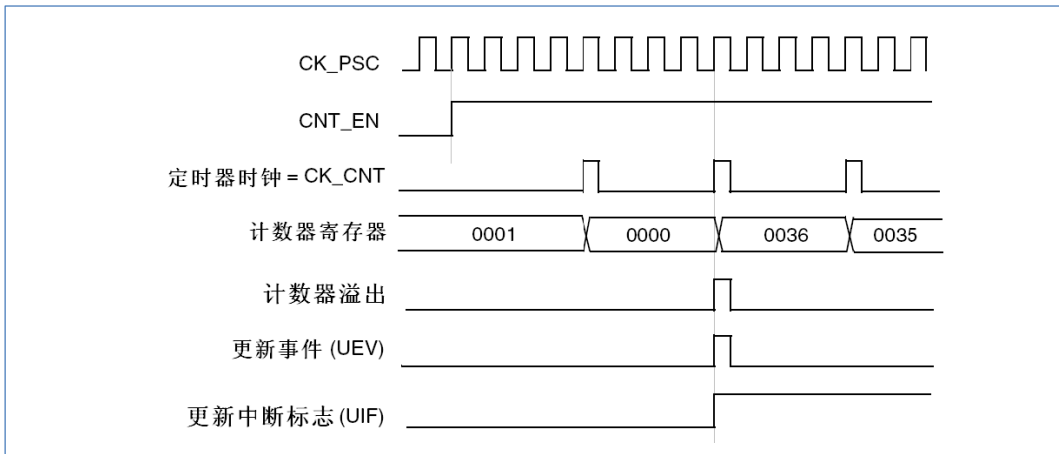 CK_PSC
CNT_EN
定时器时钟 = CK_CNT
计数器寄存器
0001
0000
0036
0035
计数器溢出
更新事件 (UEV)
更新中断标志 (UIF)